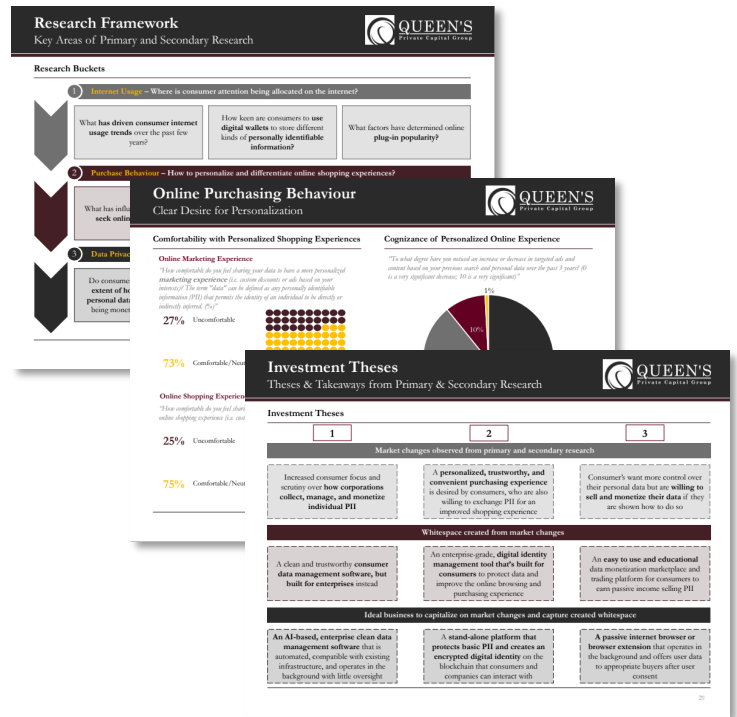 Research Framework
Key Areas of Primary and Secondary Research
QUEEN'S
Private Capital Group
Research Buckets
1 Internet Usage – Where is consumer attention being allocated on the internet?
What has driven consumer internet
usage trends over the past few
years?
How keen are consumers to use
digital wallets to store different
kinds of personally identifiable
information?
What factors have determined online
plug-in popularity?
2 Purchase Behaviour – How to personalize and differentiate online shopping experiences?
What has
seek onlin
3 Data Privac
Do consume
extent of
personal data
being mone
Online Purchasing Behaviour
Clear Desire for Personalization
QUEEN'S
Private Capital Group
Comfortability with Personalized Shopping Experiences
Online Marketing Experience
"How comfortable do you feel sharing your data to have a more personalized
marketing experience (i.e. custom discounts or ads based on your
interests)? The term "data" can be defined as any personally identifiable
information (PII) that permits the identity of an individual to be directly or
indirectly inferred. (%)"
27% Uncomfortable
73% Comfortable/Neu
Online Shopping Experien
"How comfortable do you feel shari
online shopping experience (i.e.
25% Uncomfortable
75% Comfortable/Neu
Cognizance of Personalized Online Experience
"To what degree have you noticed an increase or decrease in targeted ads and
content based on your previous search and personal data over the past 5 years? (0
is a very significant decrease; 10 is a very significant)"
1%
10%
Investment Theses
Theses & Takeaways from Primary & Secondary Research
QUEEN'S
Private Capital Group
Investment Theses
1
2
3
Market changes observed from primary and secondary research
Increased consumer focus and
scrutiny over how corporations
collect, manage, and monetize
individual PII
A personalized, trustworthy, and
convenient purchasing experience
is desired by consumers, who are also
willing to exchange PII for an
improved shopping experience
Consumer's want more control over
their personal data but are willing to
sell and monetize their data if they
are shown how to do so
Whitespace created from market changes
A clean and trustworthy consumer
data management software, but
built for enterprises instead
An enterprise-grade, digital identity
management tool that's built for
consumers to protect data and
improve the online browsing and
purchasing experience
An easy to use and educational
data monetization marketplace and
trading platform for consumers to
earn passive income selling PII
Ideal business to capitalize on market changes and capture created whitespace
An AI-based, enterprise clean data
management software that is
automated, compatible with existing
infrastructure, and operates in the
background with little oversight
A stand-alone platform that
protects basic PII and creates an
encrypted digital identity on the
blockchain that consumers and
companies can interact with
A passive internet browser or
browser extension that operates in
the background and offers user data
to appropriate buyers after user
consent